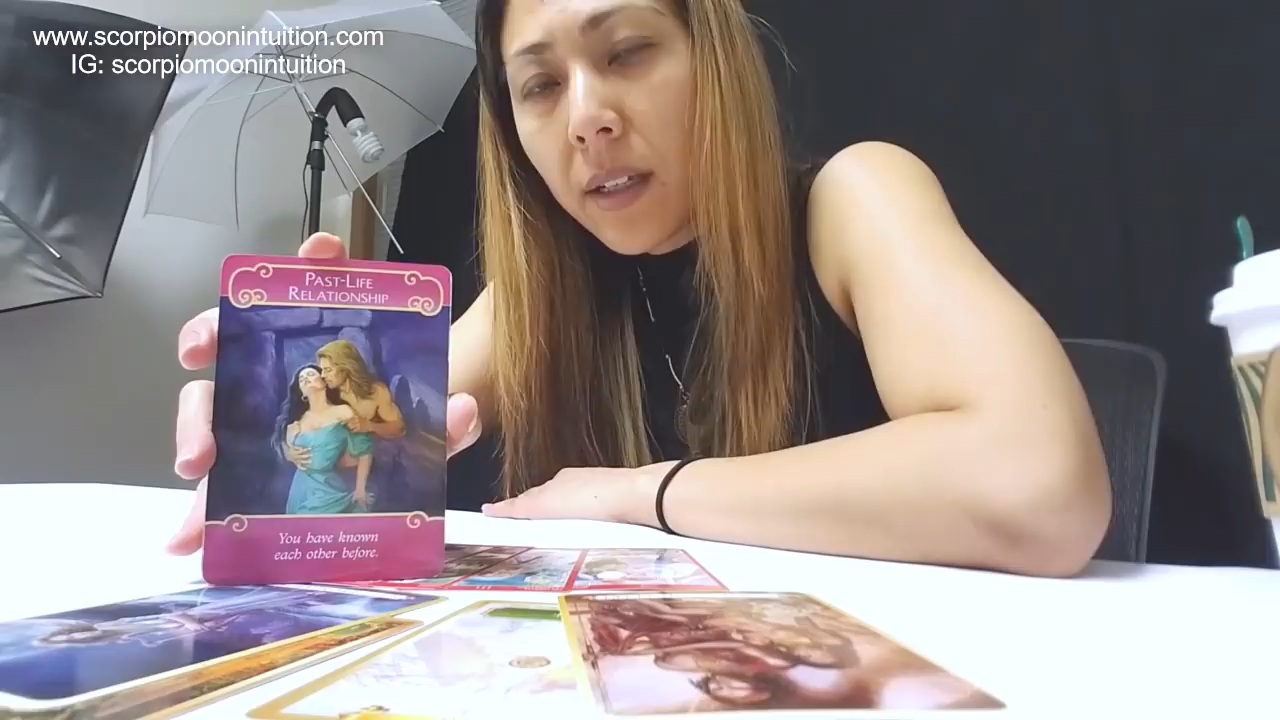 www.scorpiomoonintuition.com
IG: scorpiomoonintuition
PAST-LIFE
RELATIONSHIP
You have known
each other before.